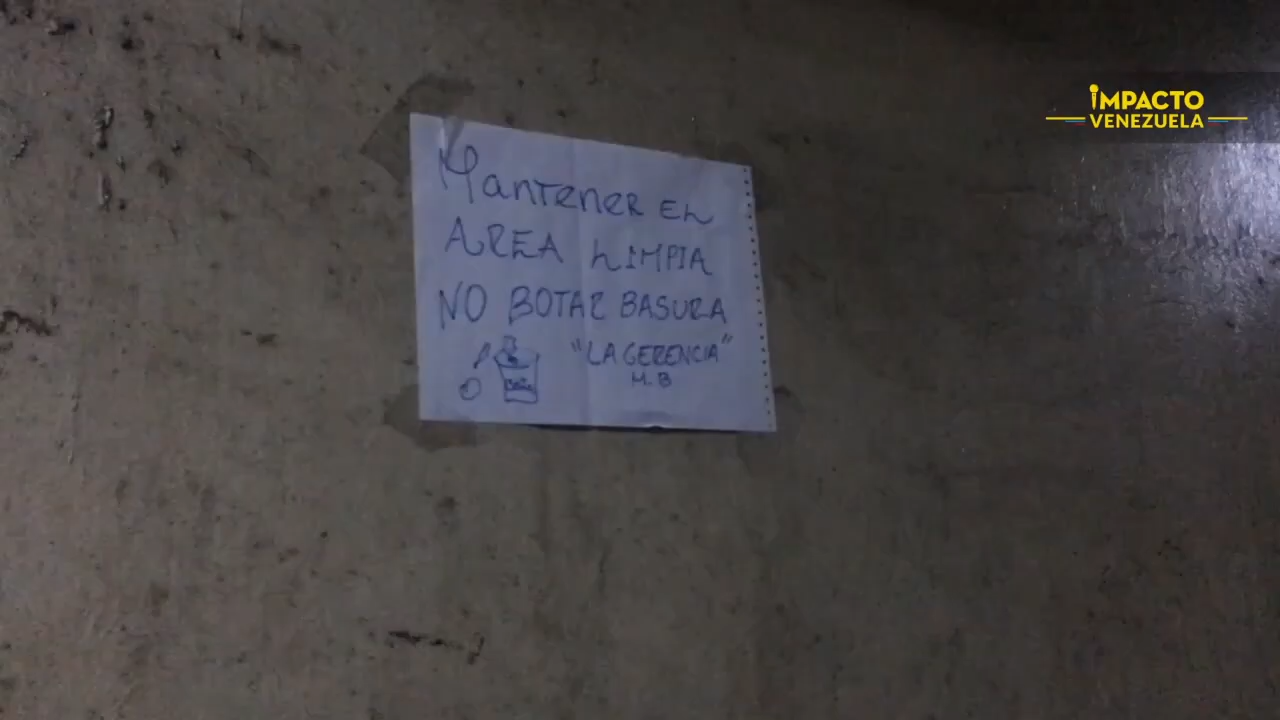 Mantener el
AREA LIMPIA
NO BOTAR BASURA
"LA GERENCIA"
M.B
IMPACTO
VENEZUELA